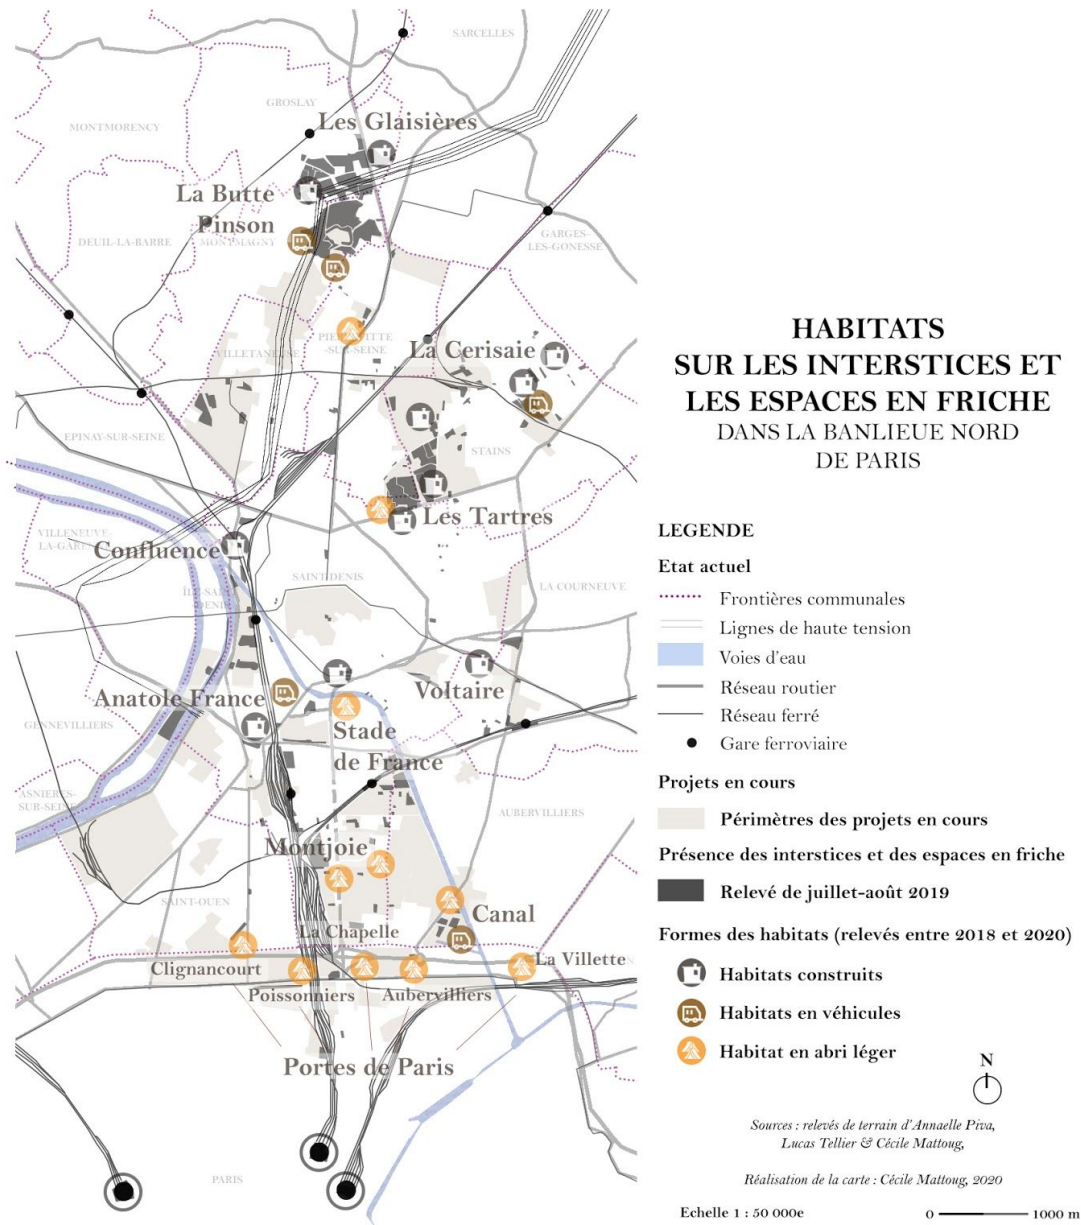 SARCELLES
GROSLAY
MONTMORENCY
Les Glaisières
La Butte
Pinson
DEUIL-LA-BARRE
MONTMAGNY
GARGES-
LES-GONESSE
PIERREFITTE
-SUR-SEINE
VILLETANEUSE
La Cerisaie
EPINAY-SUR-SEINE
STAINS
Les Tartres
VILLENEUVE-
LA-GARENNE
Confluence
SAINT-DENIS
LA COURNEUVE
ÎLE-SAINT-
DENIS
Anatole France
Voltaire
GENNEVILLIERS
Stade
de France
ASNIERES-
SUR-SEINE
AUBERVILLIERS
Montjoie
SAINT-OUEN
Canal
La Chapelle
Clignancourt
La Villette
Poissonniers
Aubervilliers
Portes de Paris
PARIS
HABITATS
SUR LES INTERSTICES ET
LES ESPACES EN FRICHE
DANS LA BANLIEUE NORD
DE PARIS
LEGENDE
Etat actuel
Frontières communales
Lignes de haute tension
Voies d'eau
Réseau routier
Réseau ferré
Gare ferroviaire
Projets en cours
Périmètres des projets en cours
Présence des interstices et des espaces en friche
Relevé de juillet-août 2019
Formes des habitats (relevés entre 2018 et 2020)
Habitats construits
Habitats en véhicules
Habitat en abri léger
N
Sources : relevés de terrain d'Annaelle Piva,
Lucas Tellier & Cécile Mattoug,
Réalisation de la carte : Cécile Mattoug, 2020
Echelle 1 : 50 000e
0 1000 m